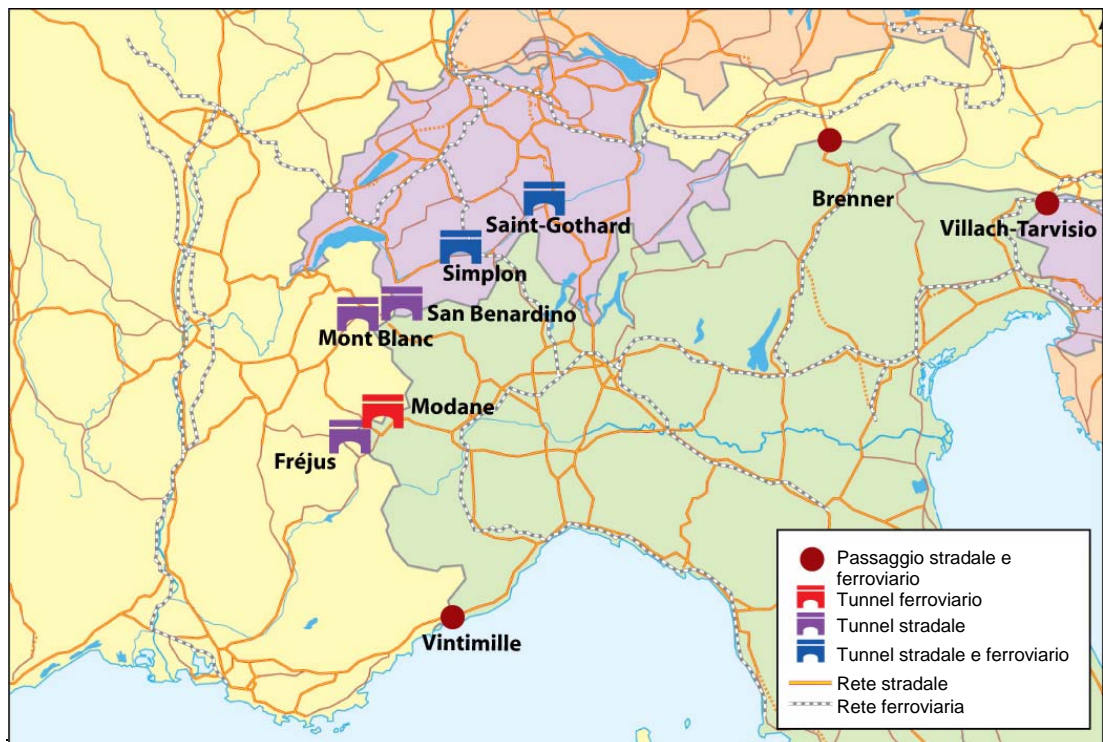 Brenner
Saint-Gothard
Villach-Tarvisio
Simplon
San Benardino
Mont Blanc
Modane
Fréjus
Vintimille
Passaggio stradale e
ferroviario
Tunnel ferroviario
Tunnel stradale
Tunnel stradale e ferroviario
Rete stradale
Rete ferroviaria